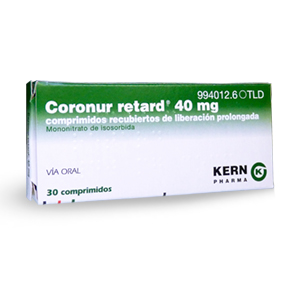 994012.6 TLD
Coronur retard® 40 mg
comprimidos recubiertos de liberación prolongada
Mononitrato de isosorbida
VÍA ORAL
30 comprimidos
KERN
PHARMA